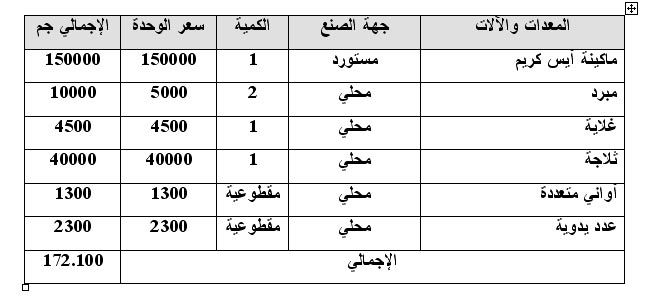 المعدات والآلات جهة الصنع الكمية سعر الوحدة الإجمالي جم
ماكينة أيس كريم مستورد 1 150000 150000
مبرد محلي 2 5000 10000
غلاية محلي 1 4500 4500
ثلاجة محلي 1 40000 40000
أواني متعددة محلي مقطوعية 1300 1300
عدد يدوية محلي مقطوعية 2300 2300
الإجمالي 172.100